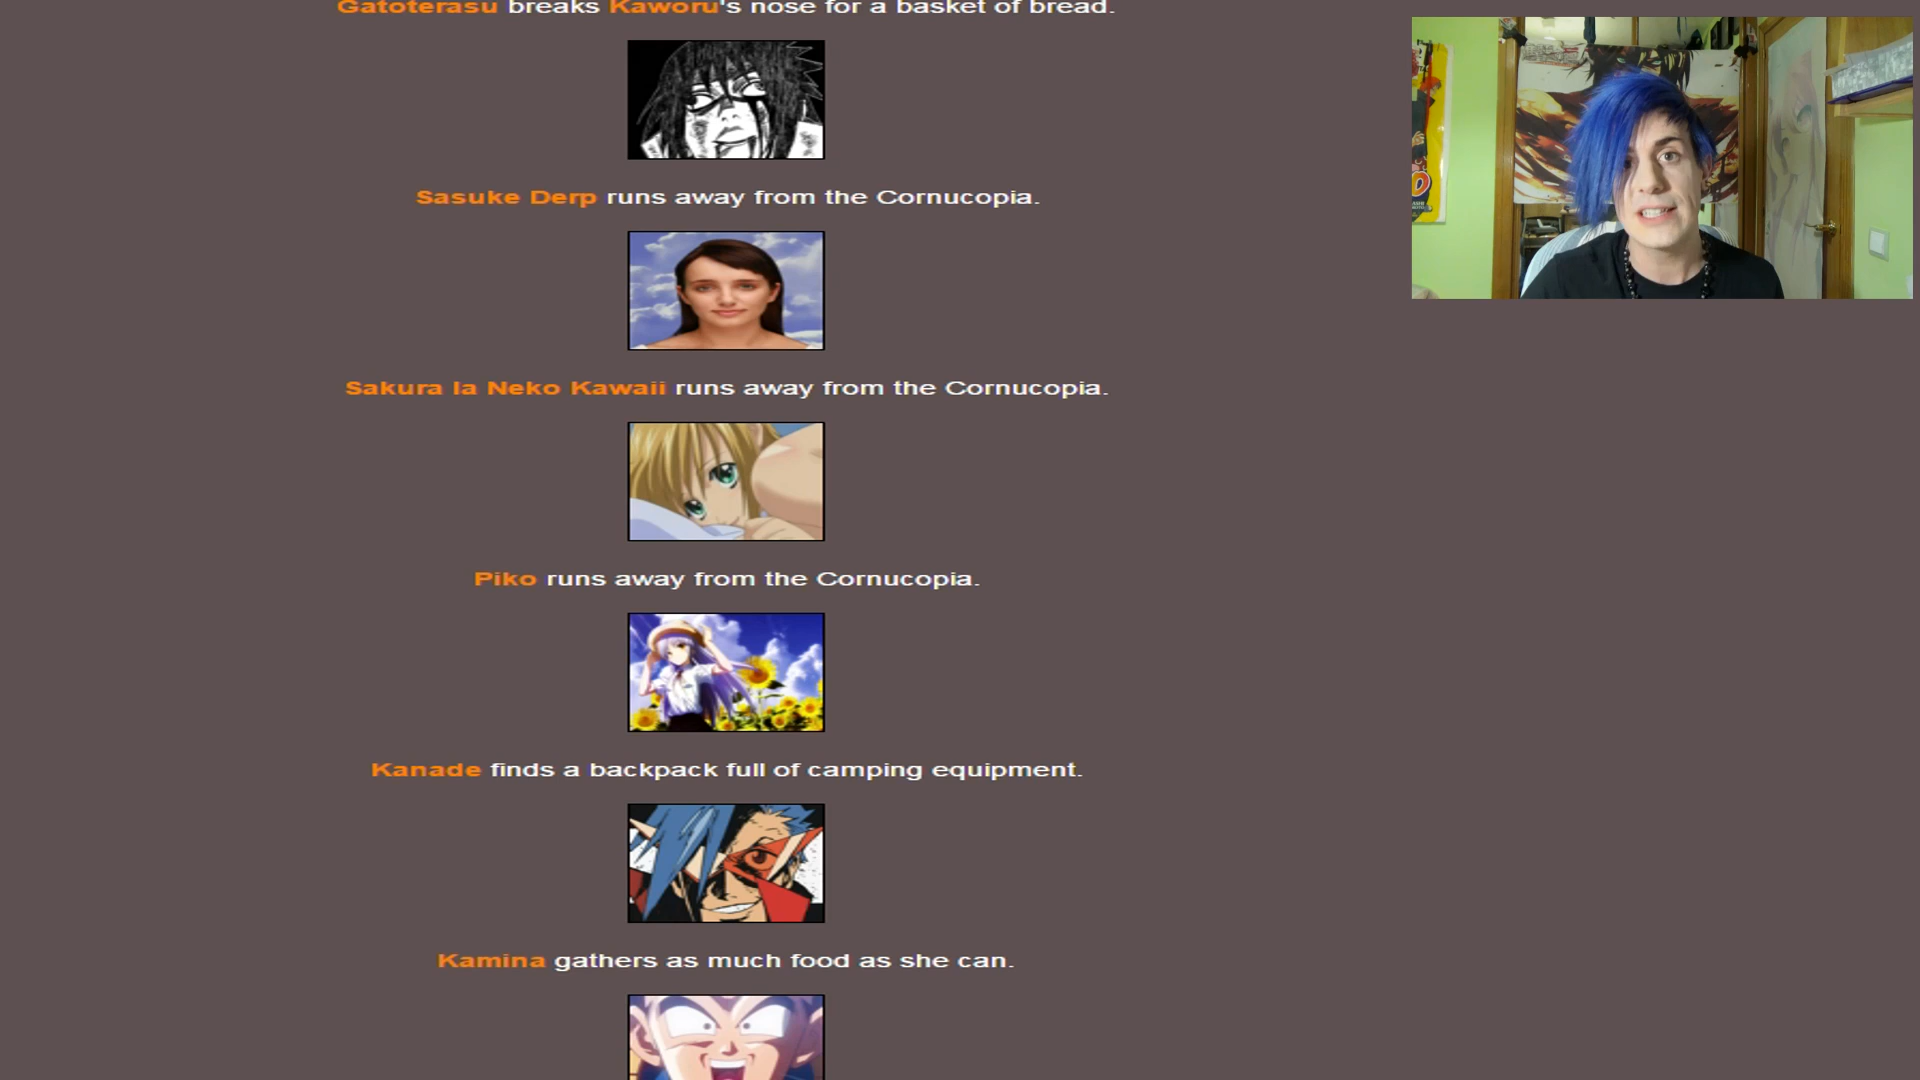 Gatoterasu breaks Kaworu's nose for a basket of bread.
Sasuke Derp runs away from the Cornucopia.
Sakura la Neko Kawaii runs away from the Cornucopia.
Piko runs away from the Cornucopia.
Kanade finds a backpack full of camping equipment.
Kamina gathers as much food as she can.